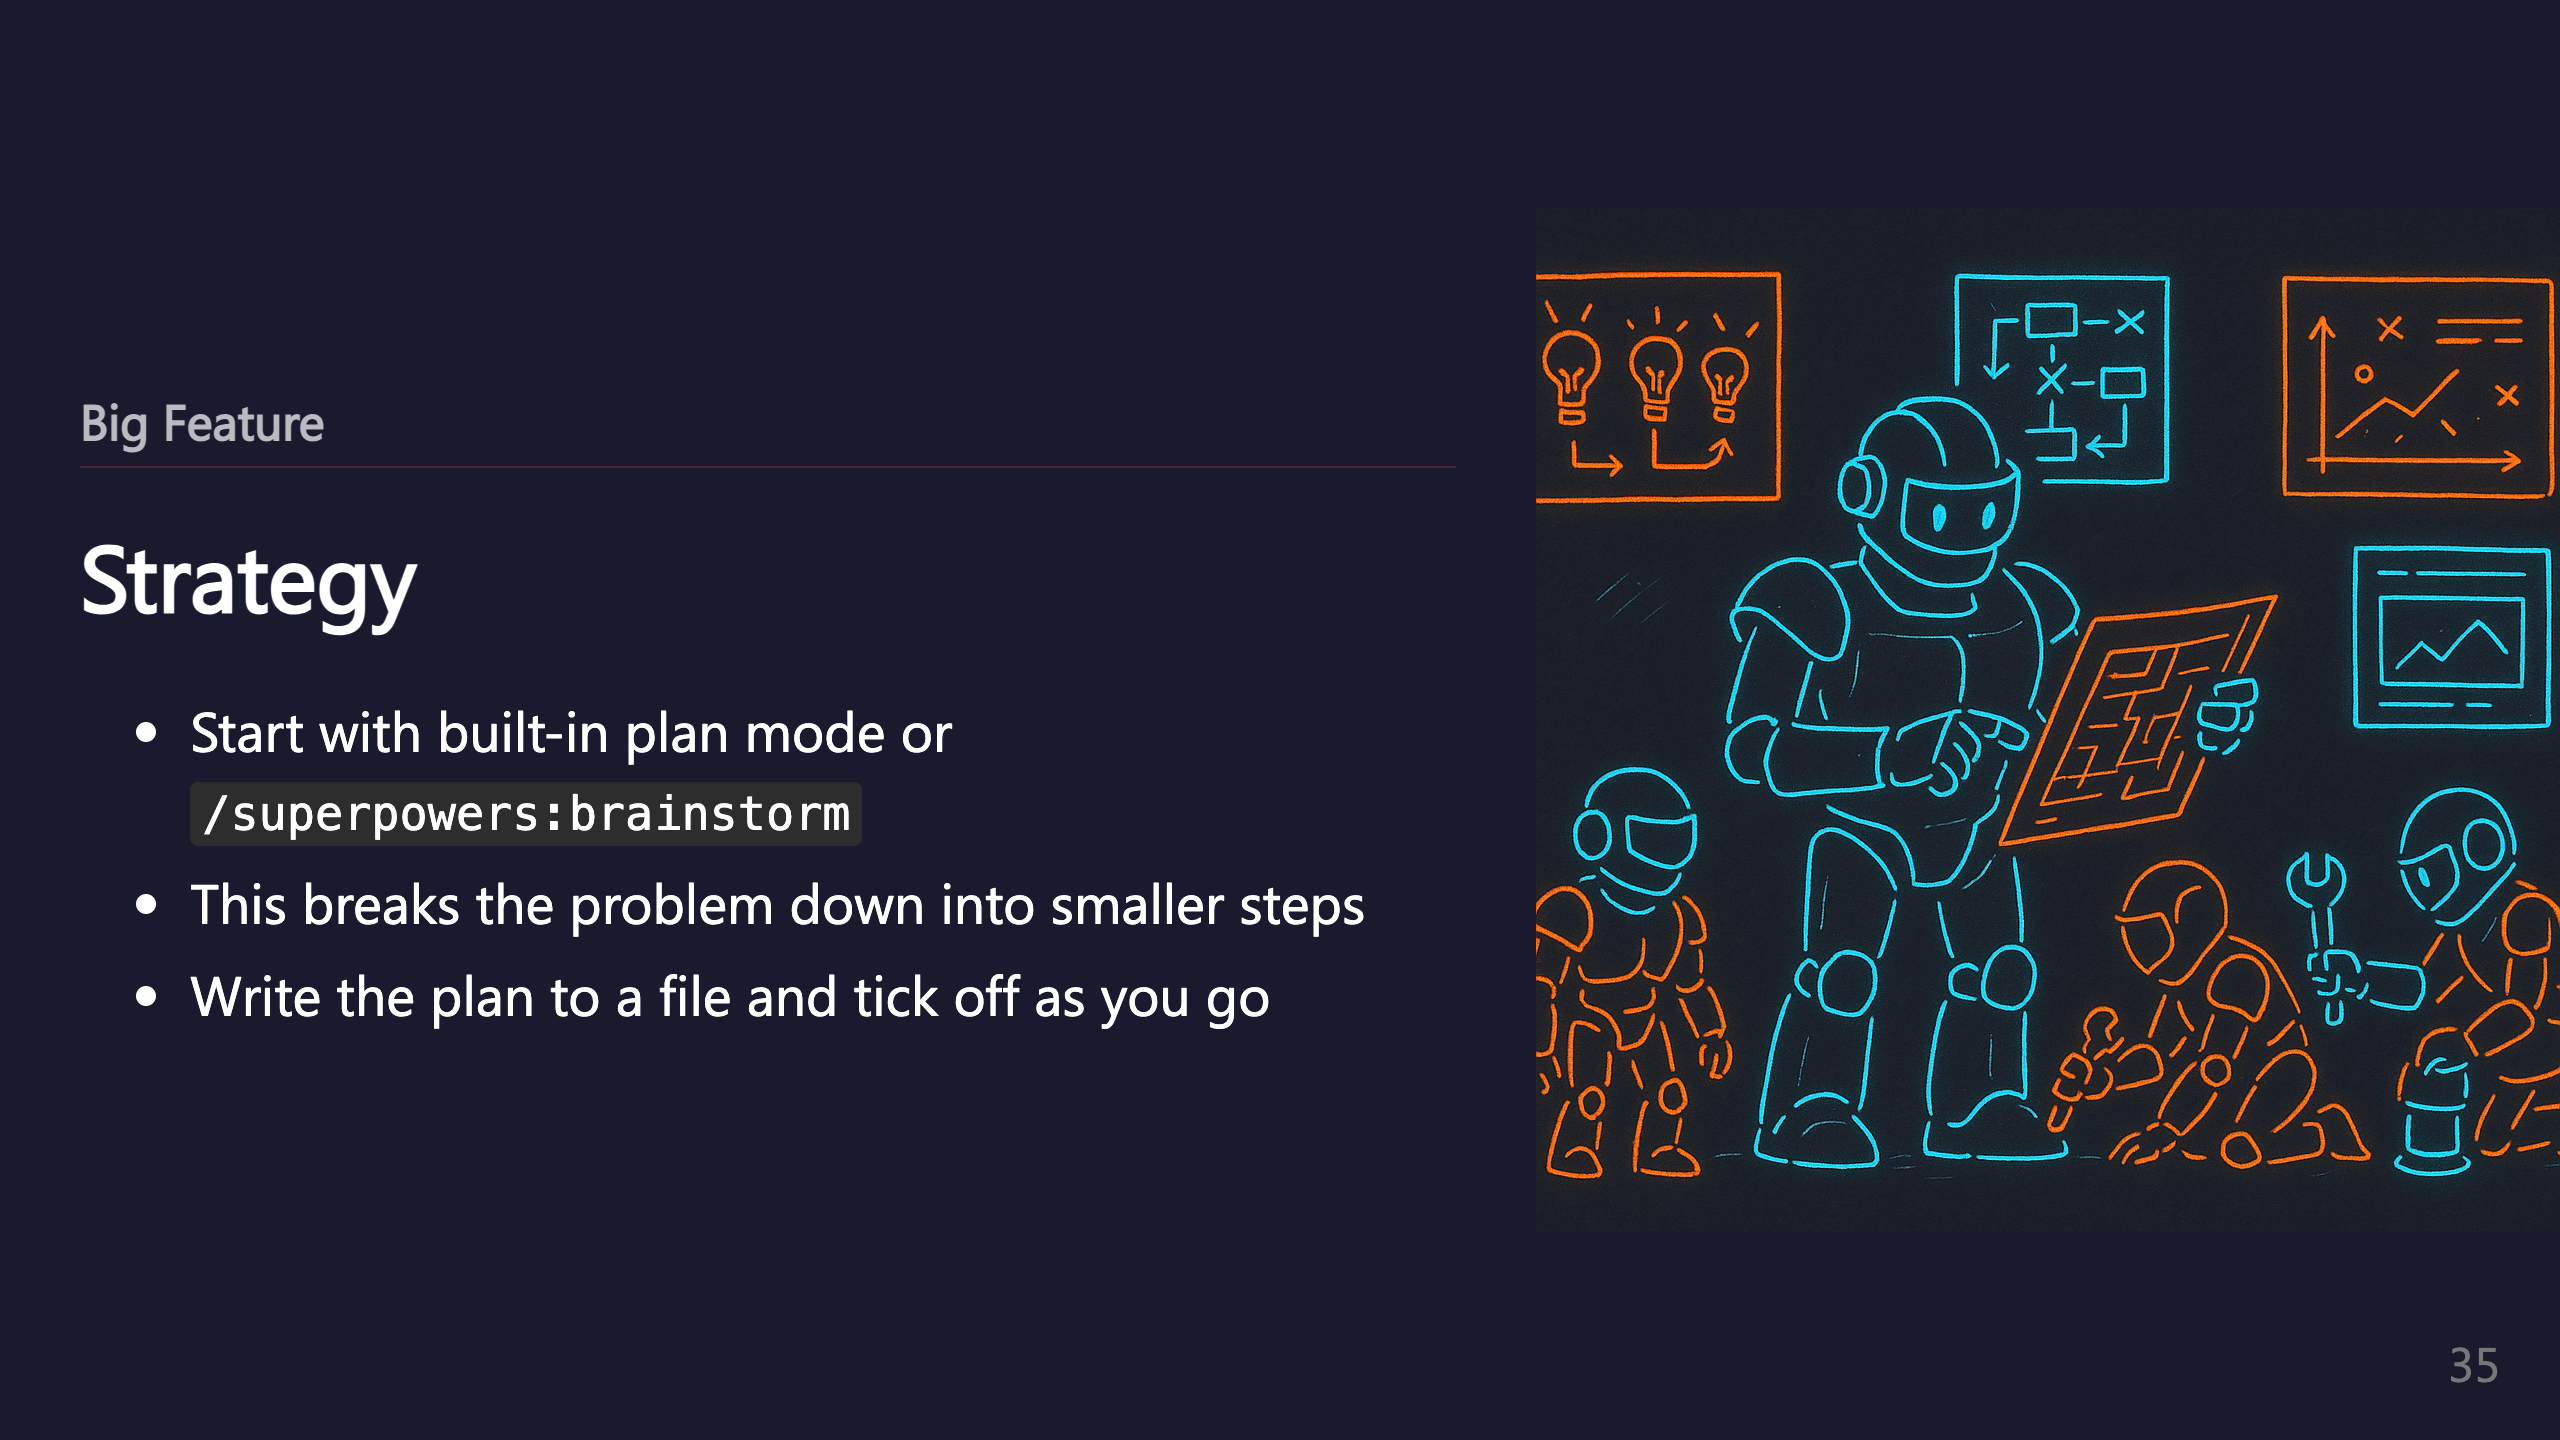 Big Feature
Strategy
• Start with built-in plan mode or
/superpowers:brainstorm
• This breaks the problem down into smaller steps
• Write the plan to a file and tick off as you go
35